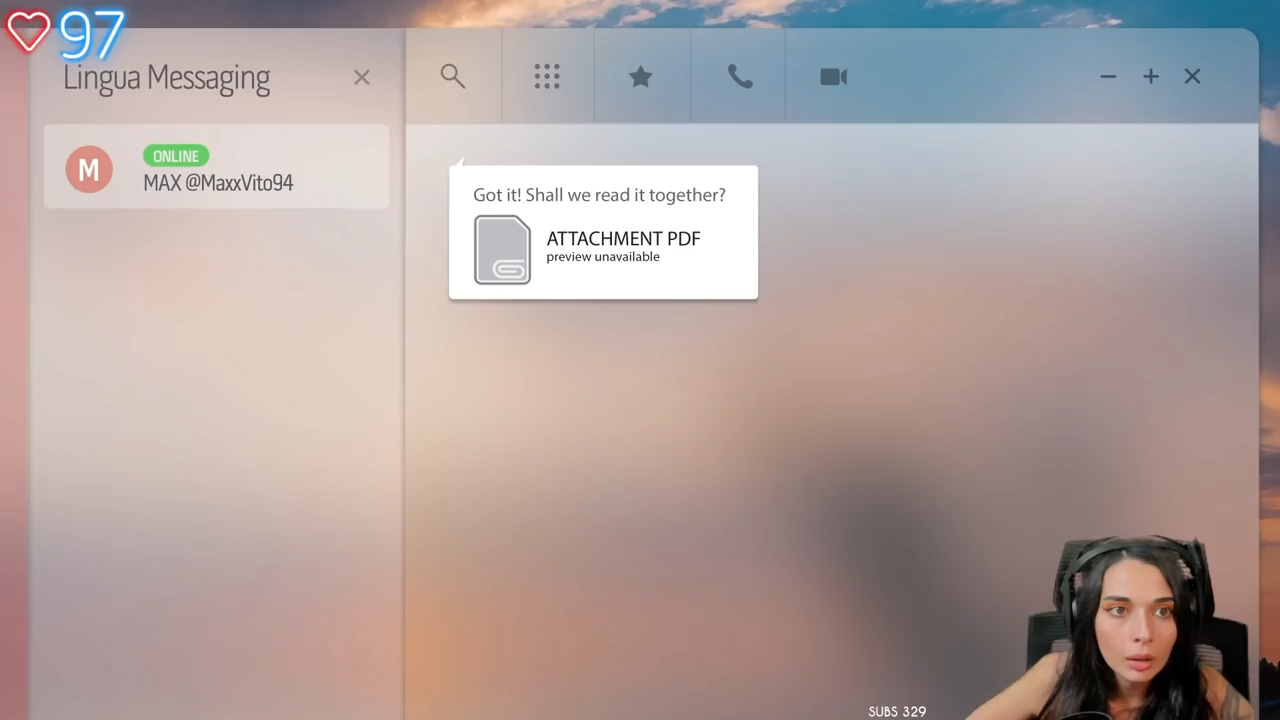 97
Lingua Messaging
M
ONLINE
MAX @MaxxVito94
Got it! Shall we read it together?
ATTACHMENT PDF
preview unavailable
SUBS 329